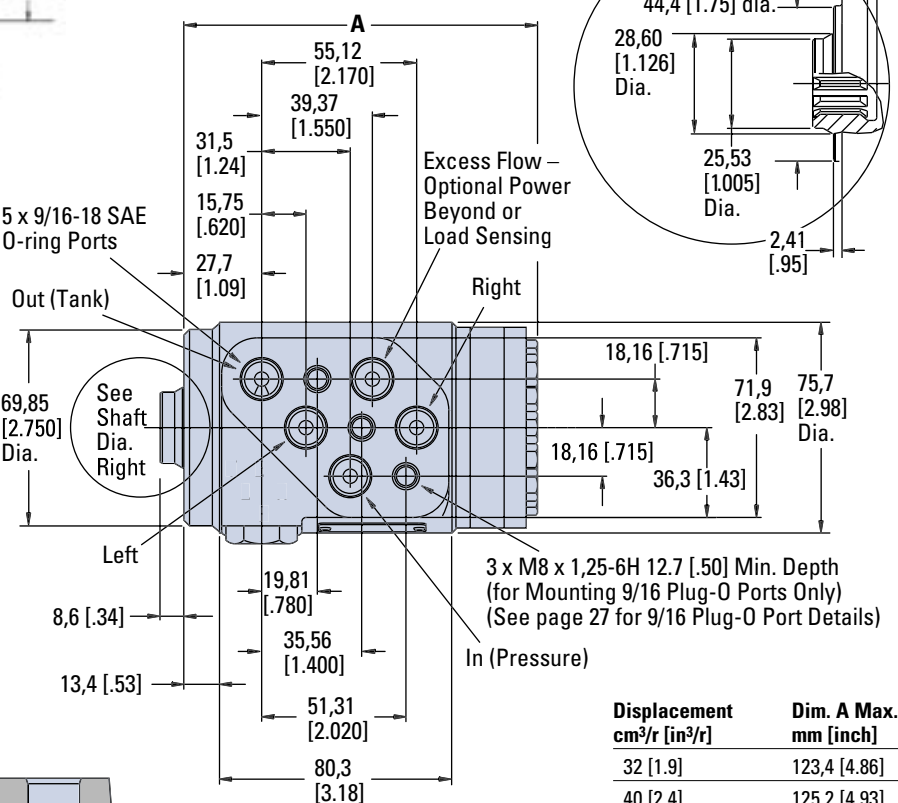 44,4 [1.75] dia.
A
55,12
[2.170]
28,60
[1.126]
Dia.
39,37
[1.550]
31,5
[1.24]
Excess Flow –
Optional Power
Beyond or
Load Sensing
25,53
[1.005]
Dia.
15,75
[.620]
5 x 9/16-18 SAE
O-ring Ports
2,41
[.95]
27,7
[1.09]
Out (Tank)
Right
18,16 [.715]
69,85
[2.750]
Dia.
See
Shaft
Dia.
Right
71,9
[2.83]
75,7
[2.98]
Dia.
18,16 [.715]
36,3 [1.43]
Left
3 x M8 x 1,25-6H 12.7 [.50] Min. Depth
(for Mounting 9/16 Plug-O Ports Only)
(See page 27 for 9/16 Plug-O Port Details)
19,81
[.780]
8,6 [.34]
35,56
[1.400]
In (Pressure)
13,4 [.53]
51,31
[2.020]
80,3
[3.18]
Displacement Dim. A Max.
cm³/r [in³/r] mm [inch]
32 [1.9] 123,4 [4.86]
40 [2.4] 125,2 [4.93]